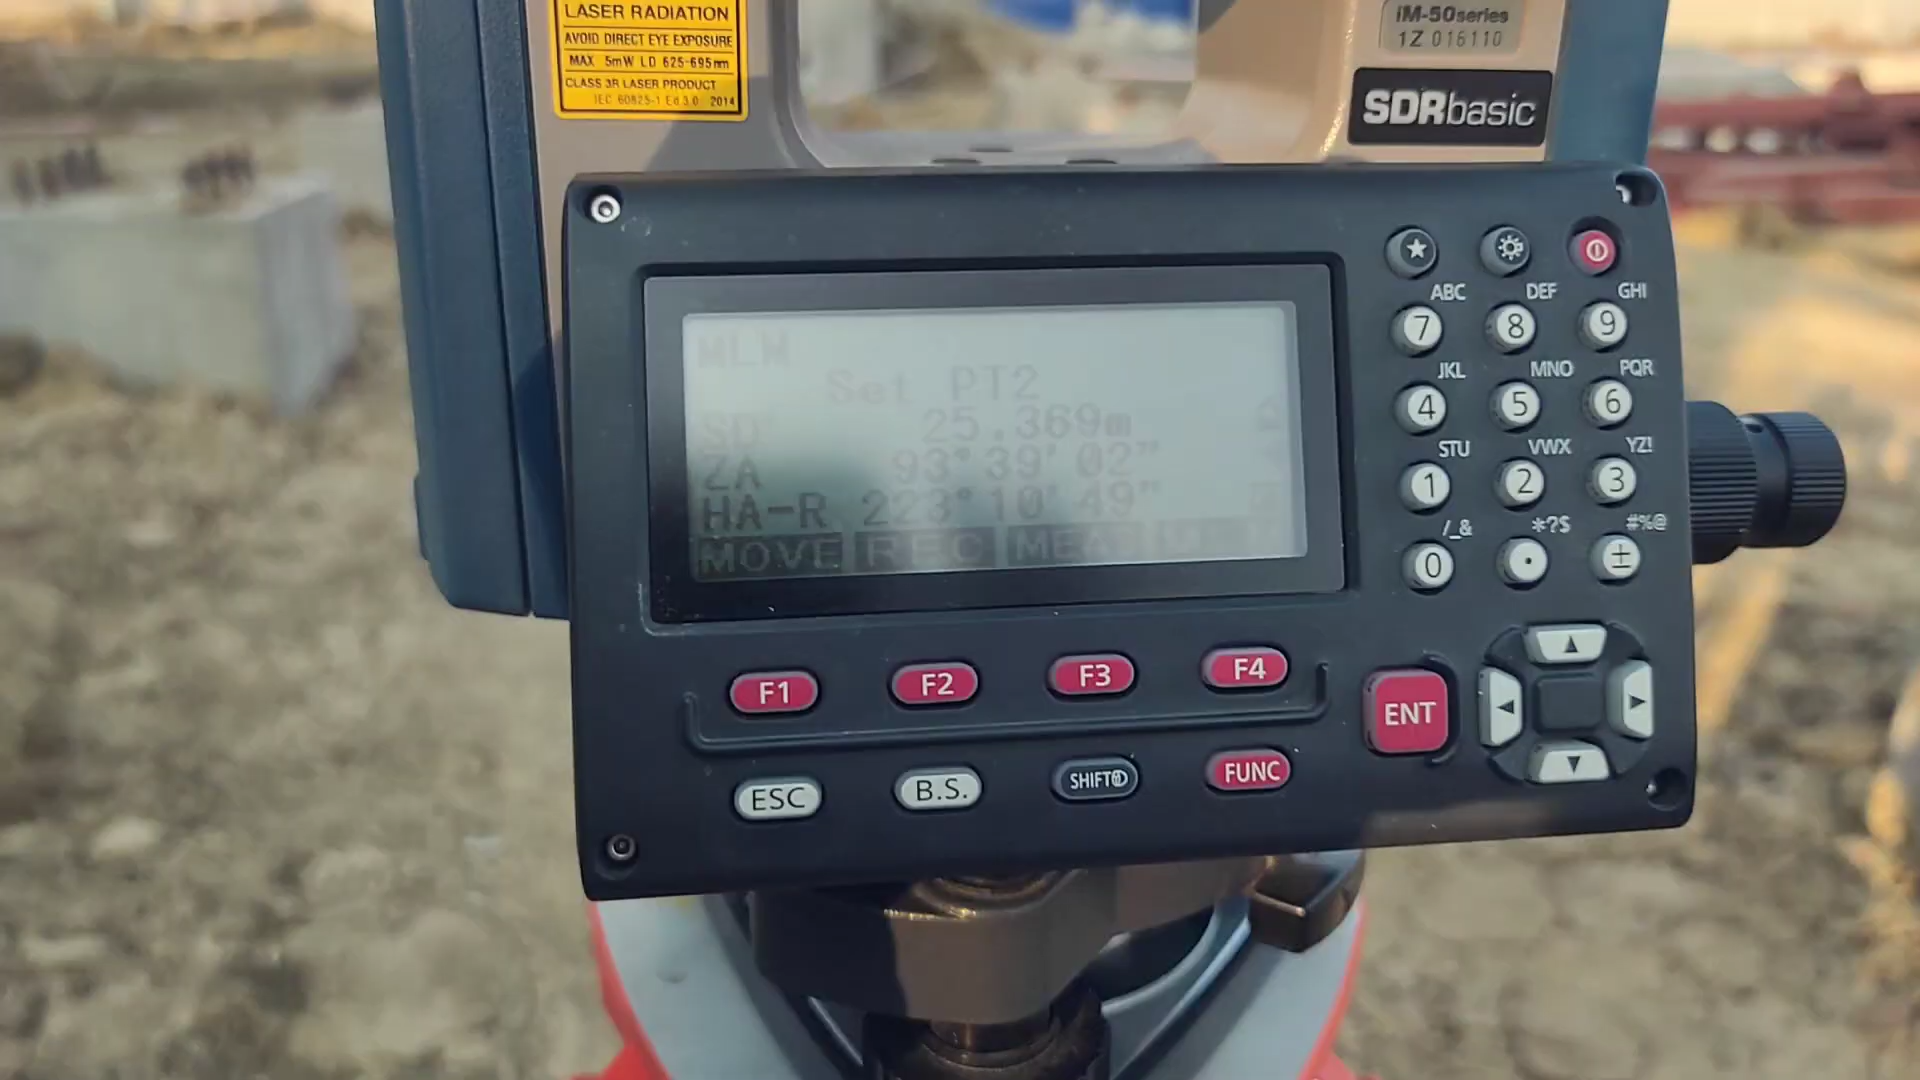 LASER RADIATION
AVOID DIRECT EYE EXPOSURE
MAX 5mW LD 625-695nm
CLASS 3R LASER PRODUCT
IEC 60825-1 Ed 3.0 2014
iM-50series
1Z 016110
SDRbasic
MLM
Set PT2
SD 25.369m
ZA 93°39'02"
HA-R 223°10'49"
MOVE REC MEAS
ABC DEF GHI
7 8 9
JKL MNO PQR
4 5 6
STU VWX YZ!
1 2 3
/_& *?$ #%@
0 . ±
F1 F2 F3 F4
ENT
ESC B.S. SHIFT FUNC